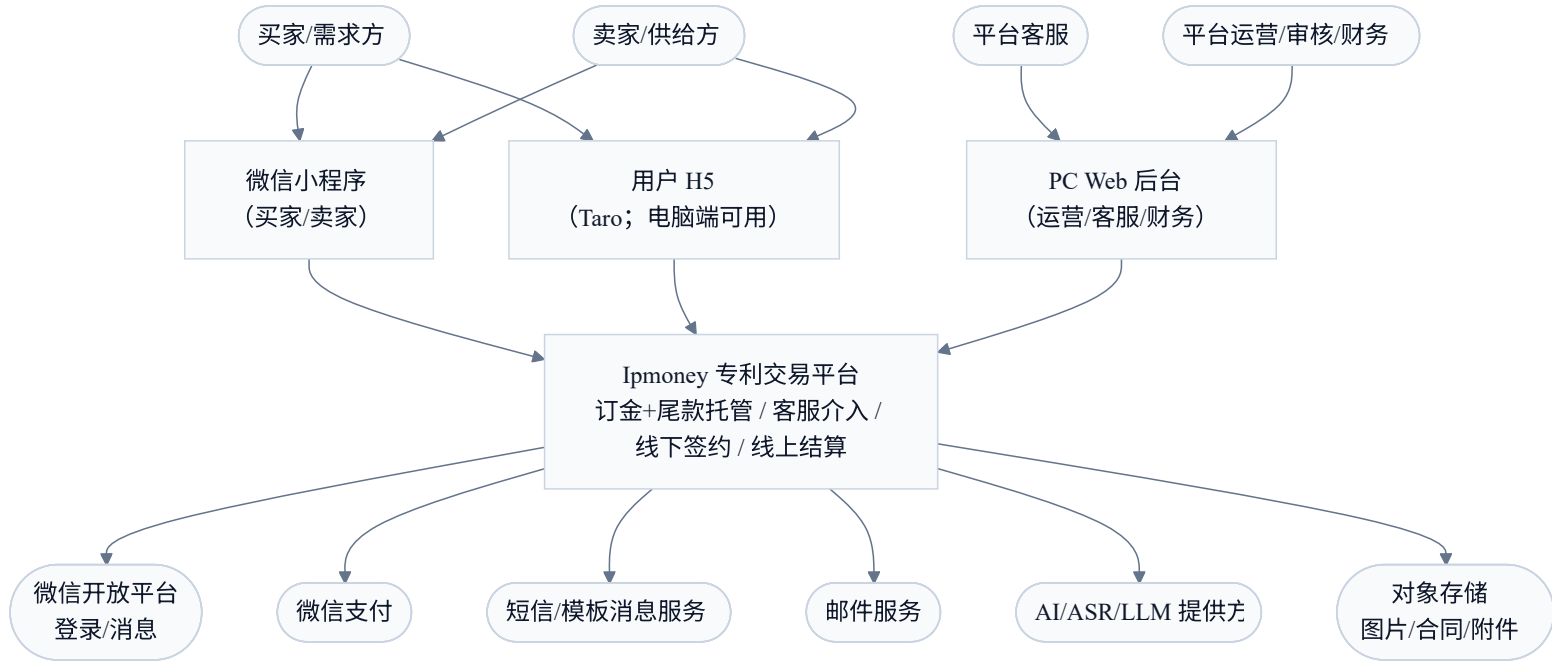 买家/需求方
卖家/供给方
平台客服
平台运营/审核/财务
微信小程序
（买家/卖家）
用户 H5
（Taro；电脑端可用）
PC Web 后台
（运营/客服/财务）
Ipmoney 专利交易平台
订金+尾款托管 / 客服介入 /
线下签约 / 线上结算
微信开放平台
登录/消息
微信支付
短信/模板消息服务
邮件服务
AI/ASR/LLM 提供方
对象存储
图片/合同/附件